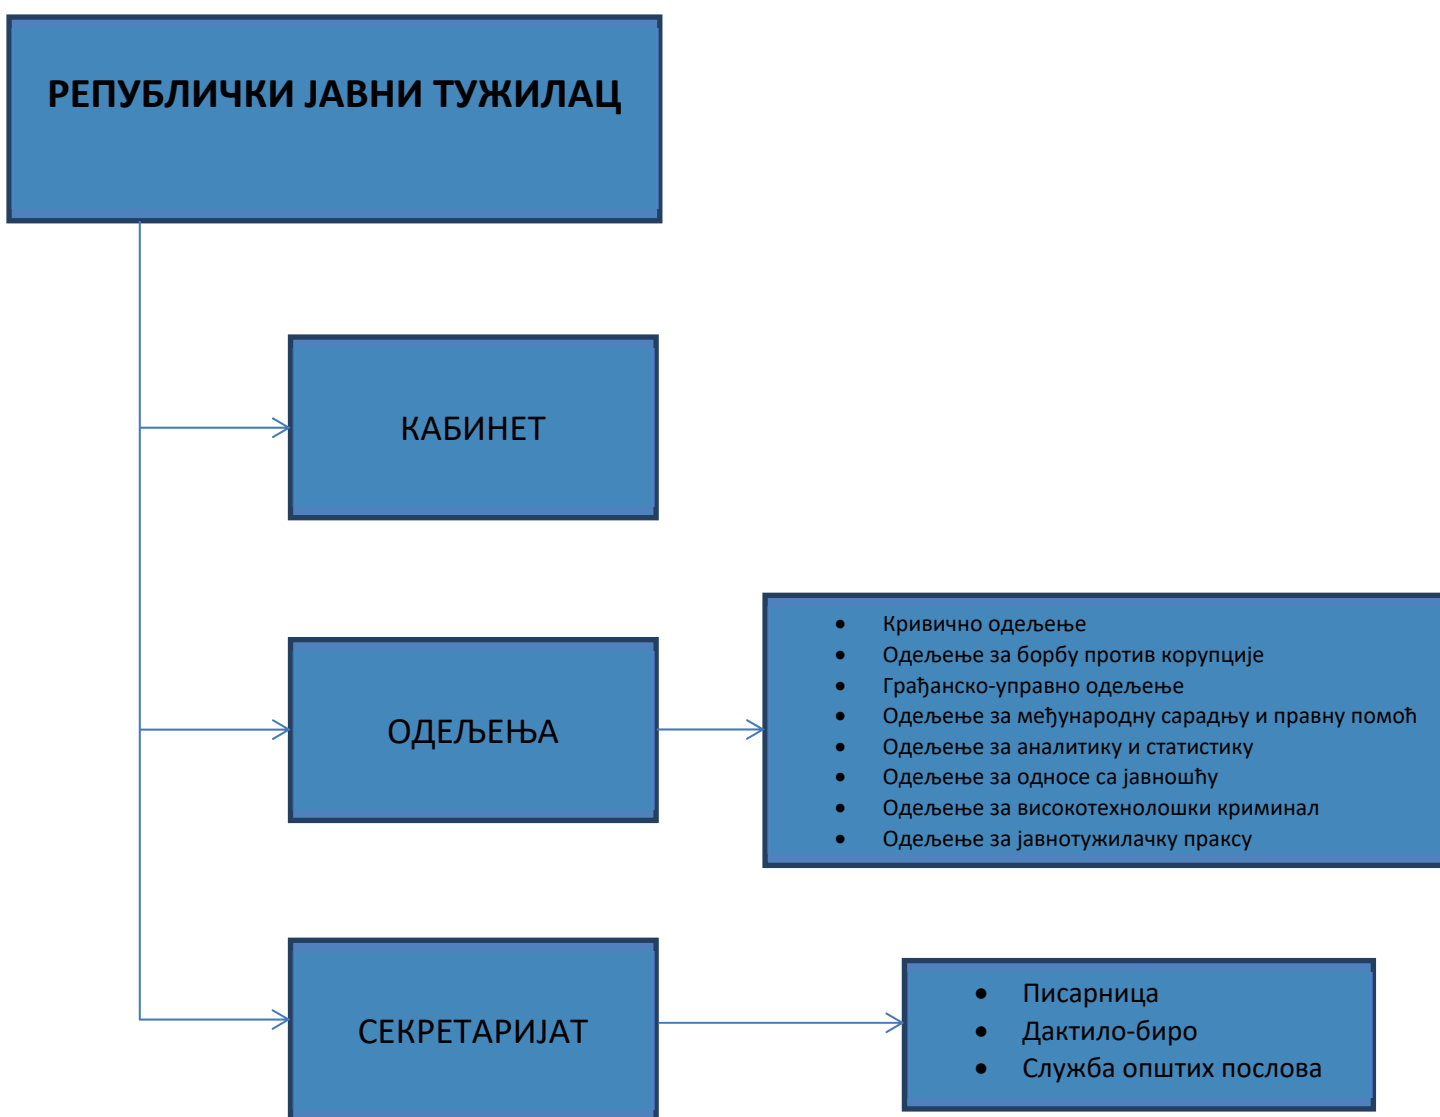 РЕПУБЛИЧКИ ЈАВНИ ТУЖИЛАЦ
КАБИНЕТ
ОДЕЉЕЊА
• Кривично одељење
• Одељење за борбу против корупције
• Грађанско-управно одељење
• Одељење за међународну сарадњу и правну помоћ
• Одељење за аналитику и статистику
• Одељење за односе са јавношћу
• Одељење за високотехнолошки криминал
• Одељење за јавнотужилачку праксу
СЕКРЕТАРИЈАТ
• Писарница
• Дактило-биро
• Служба општих послова